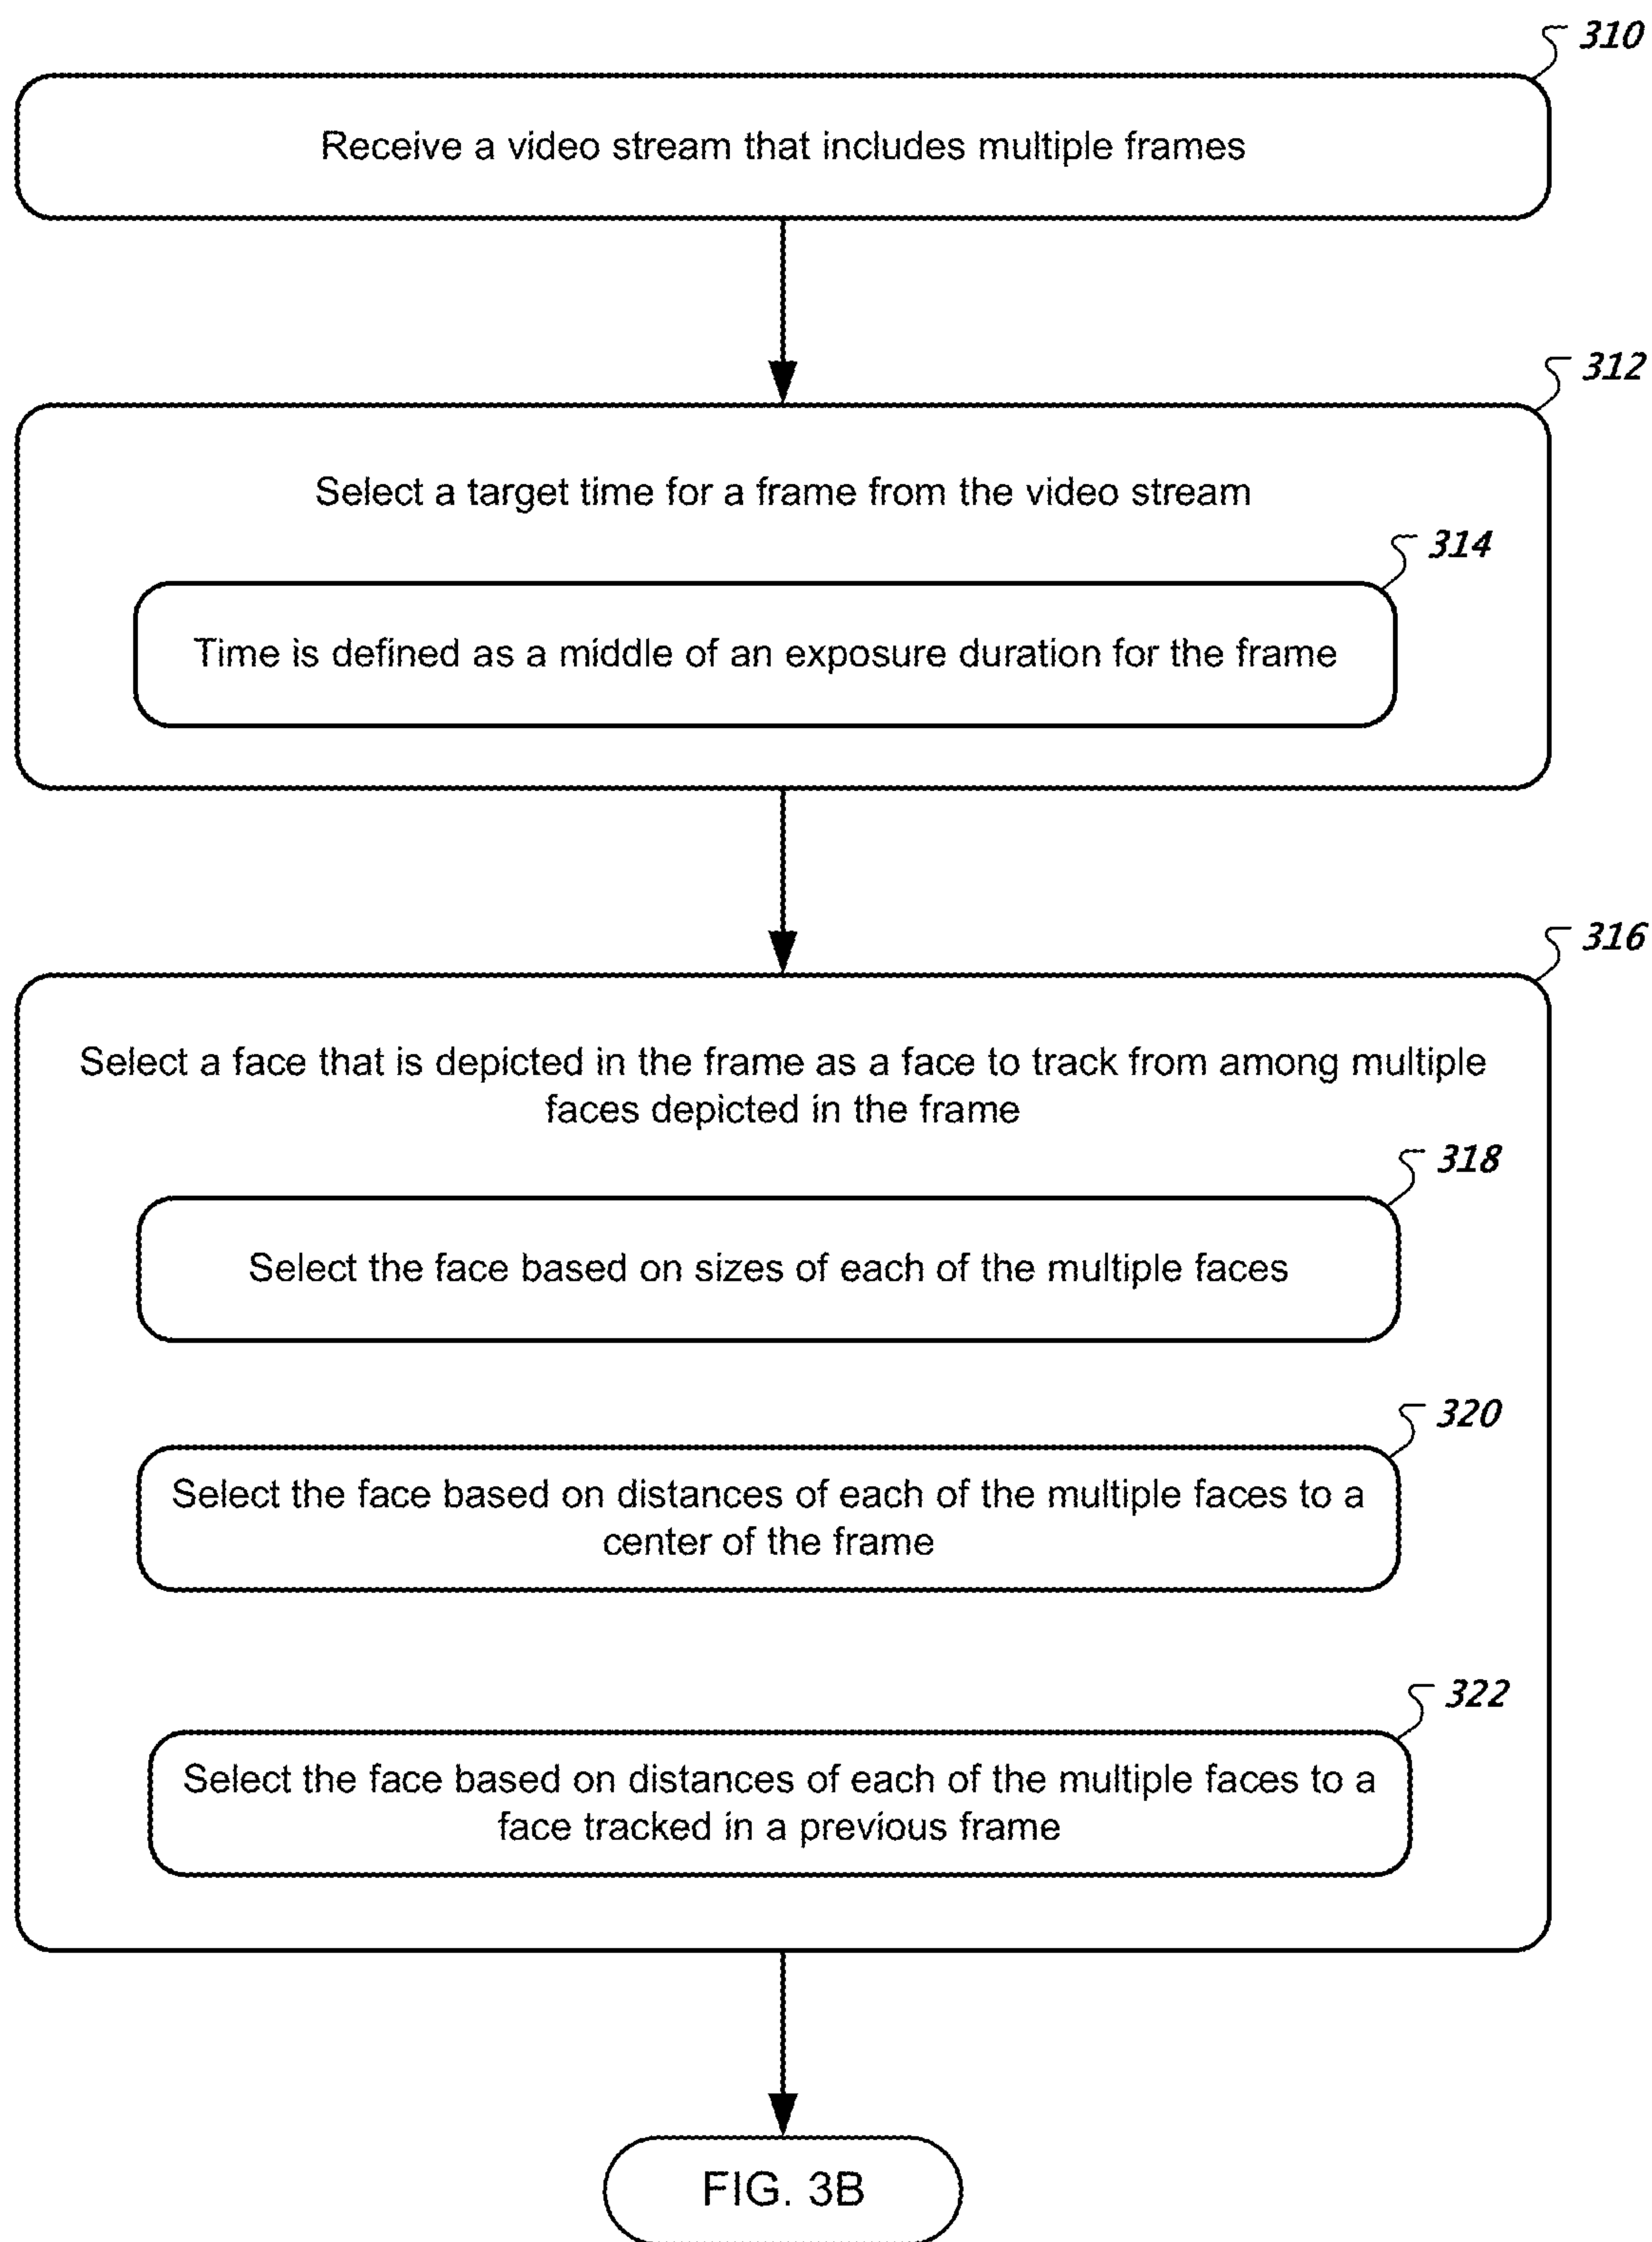 310
Receive a video stream that includes multiple frames
312
Select a target time for a frame from the video stream
314
Time is defined as a middle of an exposure duration for the frame
316
Select a face that is depicted in the frame as a face to track from among multiple
faces depicted in the frame
318
Select the face based on sizes of each of the multiple faces
320
Select the face based on distances of each of the multiple faces to a
center of the frame
322
Select the face based on distances of each of the multiple faces to a
face tracked in a previous frame
FIG. 3B